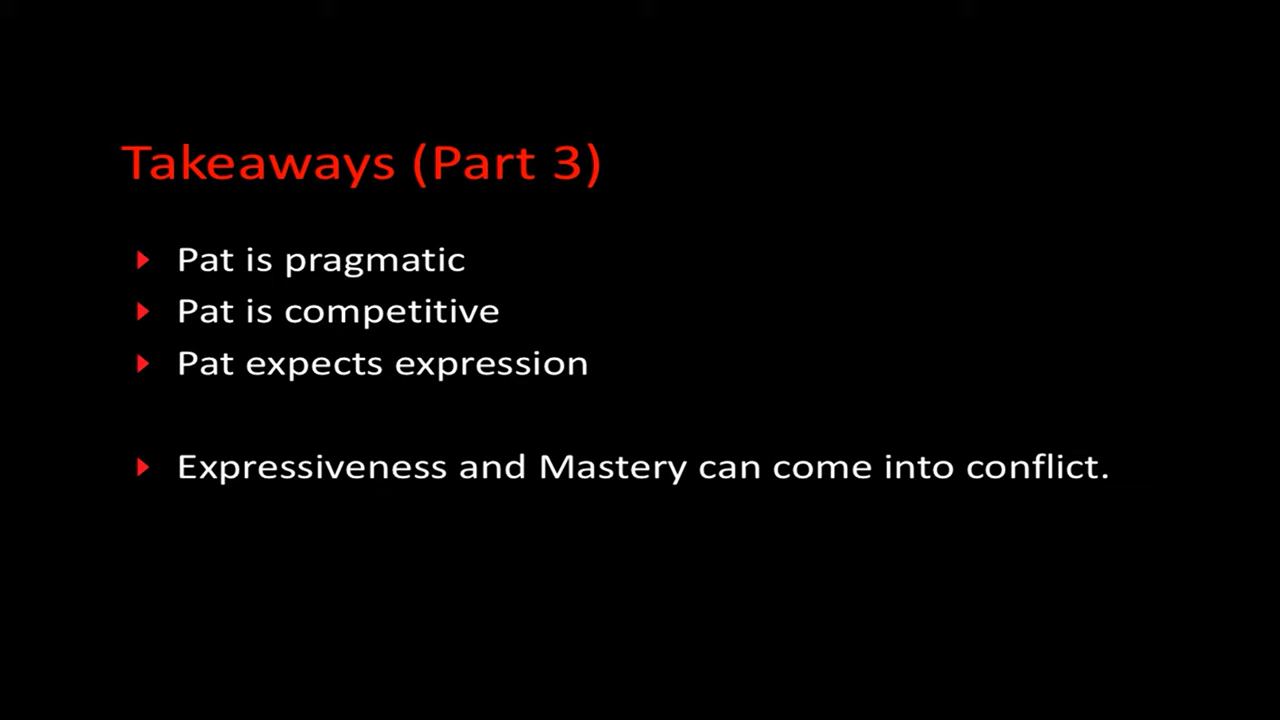 Takeaways (Part 3)
Pat is pragmatic
Pat is competitive
Pat expects expression
Expressiveness and Mastery can come into conflict.